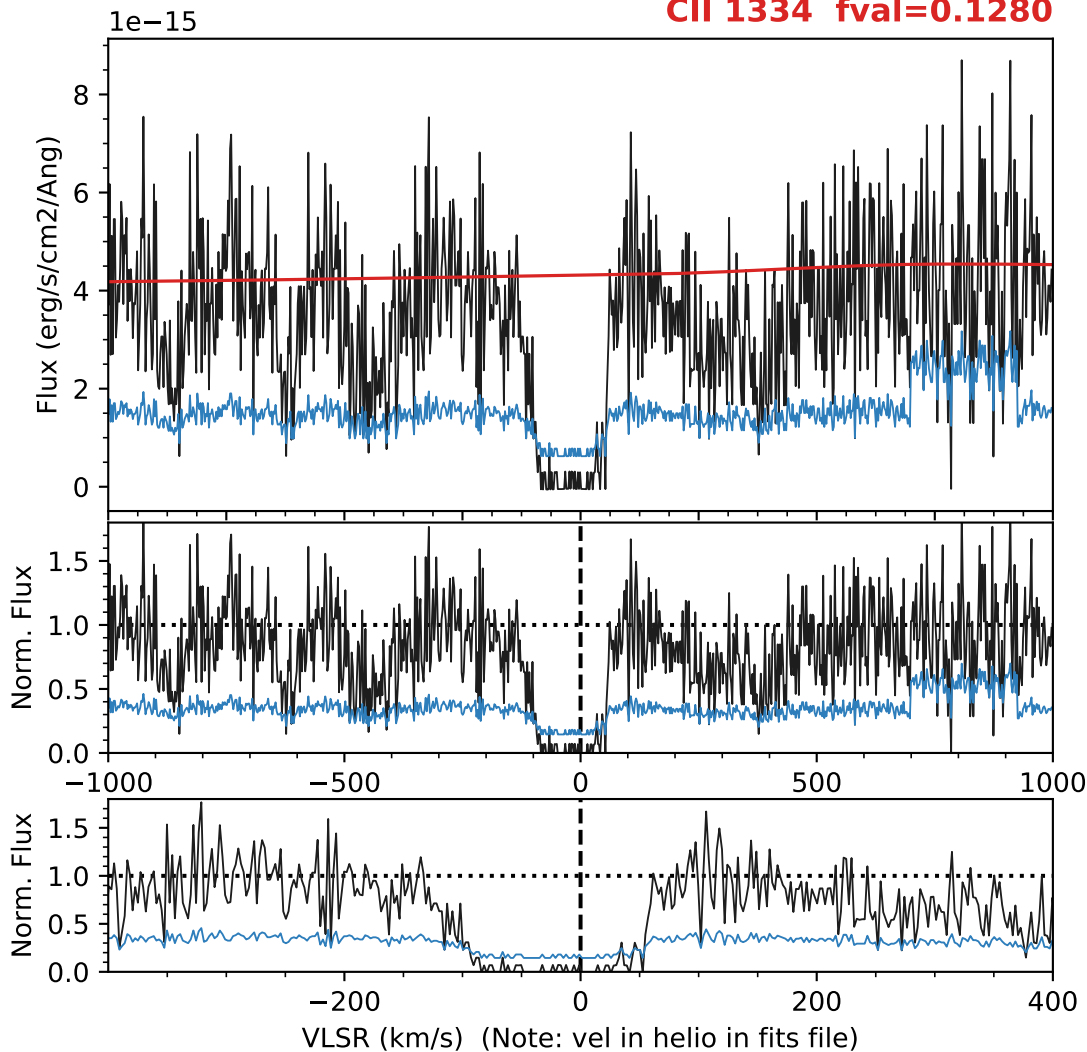 CII 1334 fval=0.1280
1e−15
8
6
4
2
0
Flux (erg/s/cm2/Ang)
1.5
1.0
0.5
0.0
Norm. Flux
−1000 −500 0 500 1000
1.5
1.0
0.5
0.0
Norm. Flux
−200 0 200 400
VLSR (km/s) (Note: vel in helio in fits file)